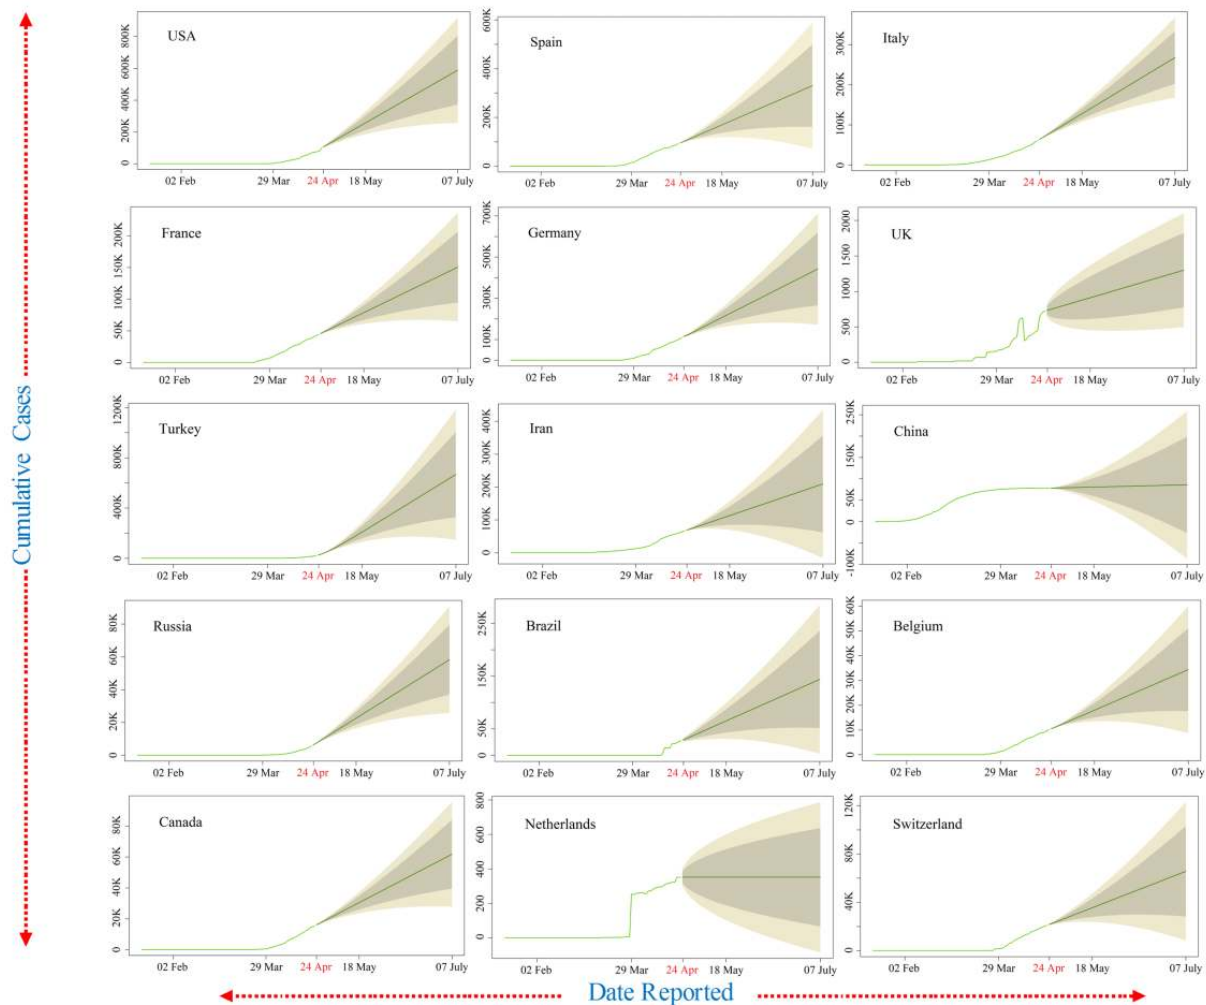 Cumulative Cases
USA
800K
600K
400K
200K
0
02 Feb 29 Mar 24 Apr 18 May 07 July
Spain
600K
400K
200K
0
02 Feb 29 Mar 24 Apr 18 May 07 July
Italy
300K
200K
100K
0
02 Feb 29 Mar 24 Apr 18 May 07 July
France
200K
150K
100K
50K
0
02 Feb 29 Mar 24 Apr 18 May 07 July
Germany
700K
500K
300K
100K
0
02 Feb 29 Mar 24 Apr 18 May 07 July
UK
2000
1500
1000
500
0
02 Feb 29 Mar 24 Apr 18 May 07 July
Turkey
1200K
800K
400K
0
02 Feb 29 Mar 24 Apr 18 May 07 July
Iran
400K
300K
200K
100K
0
02 Feb 29 Mar 24 Apr 18 May 07 July
China
250K
150K
50K
0
-100K
02 Feb 29 Mar 24 Apr 18 May 07 July
Russia
80K
60K
40K
20K
0
02 Feb 29 Mar 24 Apr 18 May 07 July
Brazil
250K
150K
50K
0
02 Feb 29 Mar 24 Apr 18 May 07 July
Belgium
60K
50K
40K
30K
20K
10K
0
02 Feb 29 Mar 24 Apr 18 May 07 July
Canada
80K
60K
40K
20K
0
02 Feb 29 Mar 24 Apr 18 May 07 July
Netherlands
800
600
400
200
0
02 Feb 29 Mar 24 Apr 18 May 07 July
Switzerland
120K
80K
40K
0
02 Feb 29 Mar 24 Apr 18 May 07 July
Date Reported